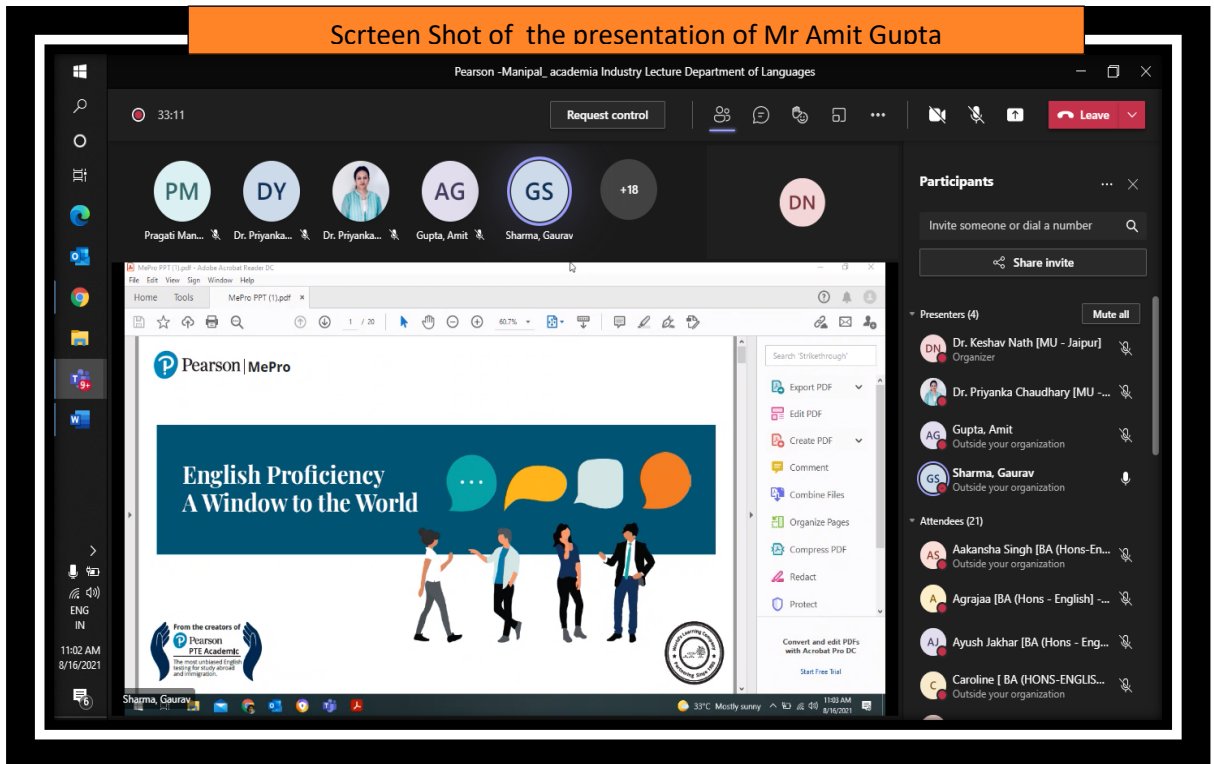 Scrteen Shot of the presentation of Mr Amit Gupta
Pearson -Manipal_ academia Industry Lecture Department of Languages
33:11
Request control
Leave
PM
DY
AG
GS
+18
DN
Pragati Man...
Dr. Priyanka...
Dr. Priyanka...
Gupta, Amit
Sharma, Gaurav
Participants
Invite someone or dial a number
Share invite
Presenters (4)
Mute all
DN
Dr. Keshav Nath [MU - Jaipur]
Organizer
Dr. Priyanka Chaudhary [MU -...
AG
Gupta, Amit
Outside your organization
GS
Sharma, Gaurav
Outside your organization
Attendees (21)
AS
Aakansha Singh [BA (Hons-En...
Outside your organization
A
Agrajaa [BA (Hons - English] -...
AJ
Ayush Jakhar [BA (Hons - Eng...
C
Caroline [ BA (HONS-ENGLIS...
Outside your organization
MePro PPT (1).pdf - Adobe Acrobat Reader DC
File Edit View Sign Window Help
Home Tools MePro PPT (1).pdf ×
1 / 20
60.7%
Pearson | MePro
English Proficiency
A Window to the World
From the creators of
Pearson
PTE Academic
The most unbiased English
testing for study abroad
and immigration.
Search 'Strikethrough'
Export PDF
Edit PDF
Create PDF
Comment
Combine Files
Organize Pages
Compress PDF
Redact
Protect
Convert and edit PDFs
with Acrobat Pro DC
Start Free Trial
Sharma, Gaurav
33°C Mostly sunny
11:03 AM
8/16/2021
9+
ENG
IN
11:02 AM
8/16/2021
6